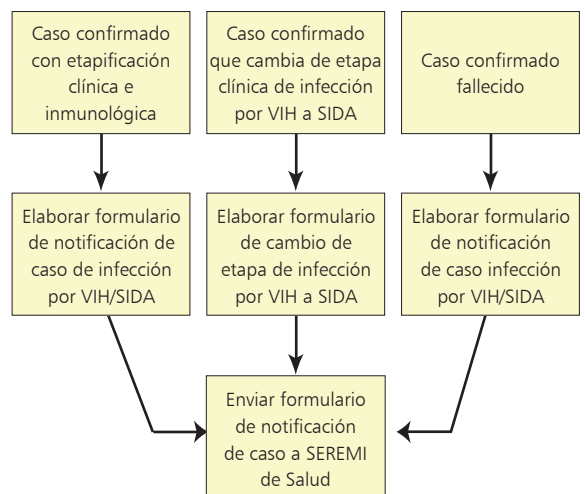 Caso confirmado
con etapificación
clínica e
inmunológica
Caso confirmado
que cambia de etapa
clínica de infección
por VIH a SIDA
Caso confirmado
fallecido
Elaborar formulario
de notificación de
caso de infección
por VIH/SIDA
Elaborar formulario
de cambio de
etapa de infección
por VIH a SIDA
Elaborar formulario
de notificación
de caso infección
por VIH/SIDA
Enviar formulario
de notificación
de caso a SEREMI
de Salud